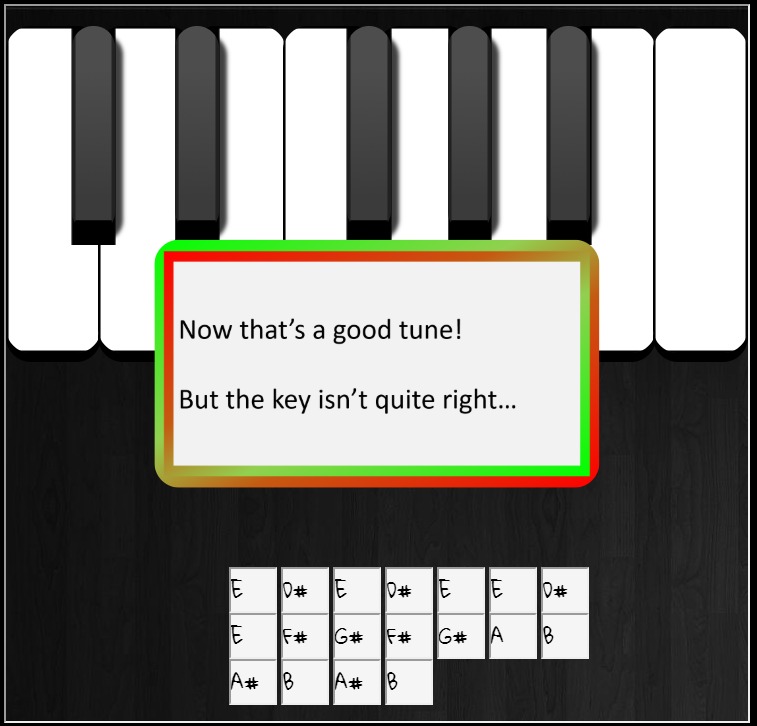 Now that’s a good tune!
But the key isn’t quite right...
E D# E D# E E D#
E F# G# F# G# A B
A# B A# B